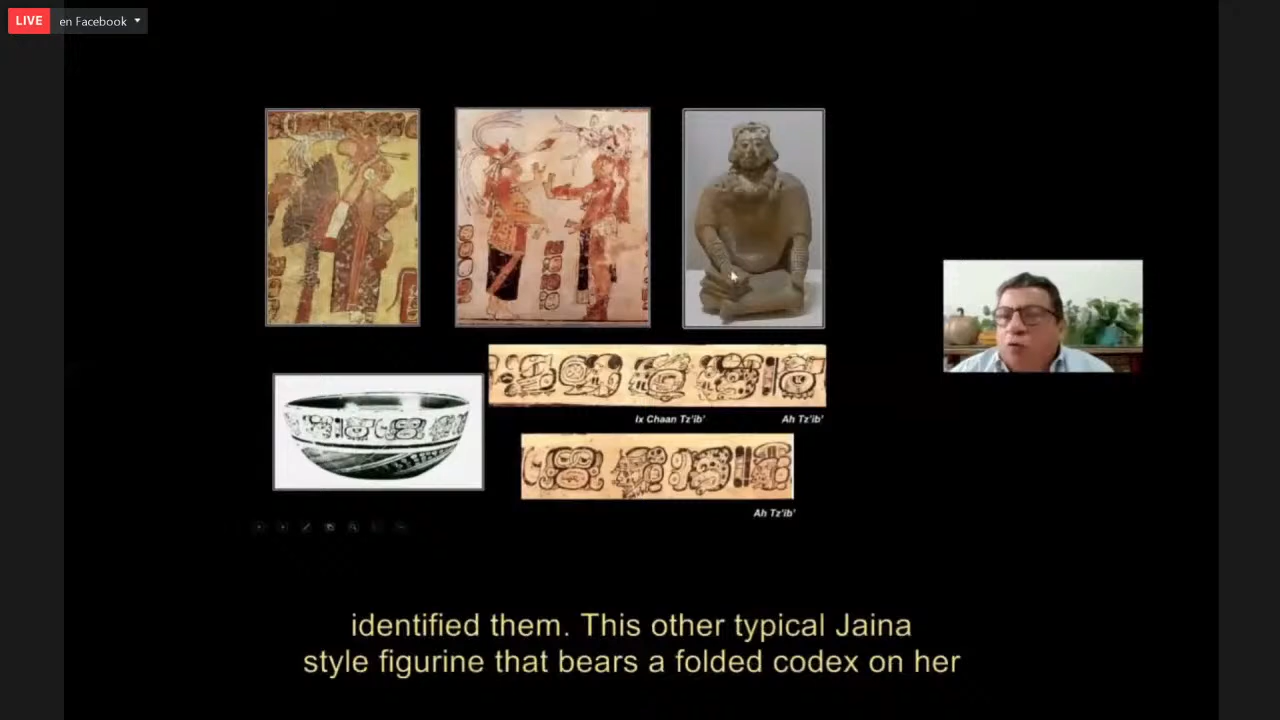 LIVE en Facebook
Ix Chaan Tz'ib' Ah Tz'ib'
Ah Tz'ib'
identified them. This other typical Jaina
style figurine that bears a folded codex on her